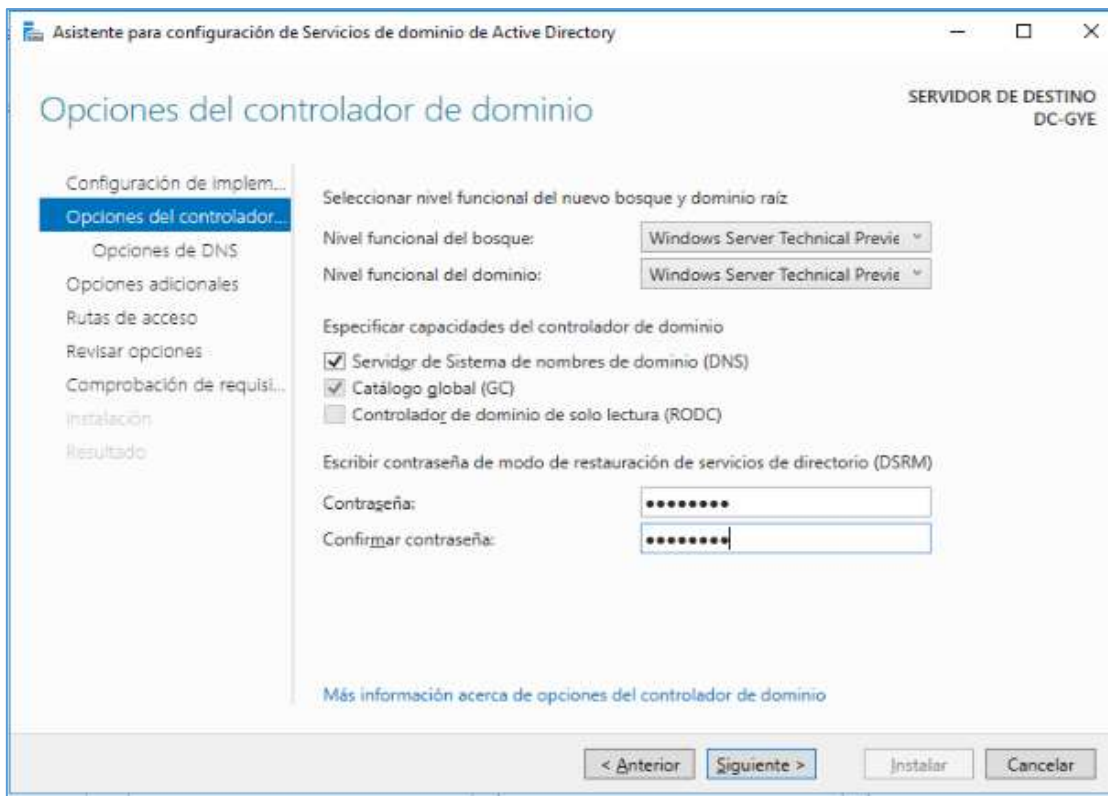 Asistente para configuración de Servicios de dominio de Active Directory
Opciones del controlador de dominio
SERVIDOR DE DESTINO
DC-GYE
Configuración de implem...
Opciones del controlador...
Opciones de DNS
Opciones adicionales
Rutas de acceso
Revisar opciones
Comprobación de requisi...
Instalación
Resultado
Seleccionar nivel funcional del nuevo bosque y dominio raíz
Nivel funcional del bosque: Windows Server Technical Previe
Nivel funcional del dominio: Windows Server Technical Previe
Especificar capacidades del controlador de dominio
Servidor de Sistema de nombres de dominio (DNS)
Catálogo global (GC)
Controlador de dominio de solo lectura (RODC)
Escribir contraseña de modo de restauración de servicios de directorio (DSRM)
Contraseña: ••••••••
Confirmar contraseña: ••••••••
Más información acerca de opciones del controlador de dominio
< Anterior Siguiente > Instalar Cancelar